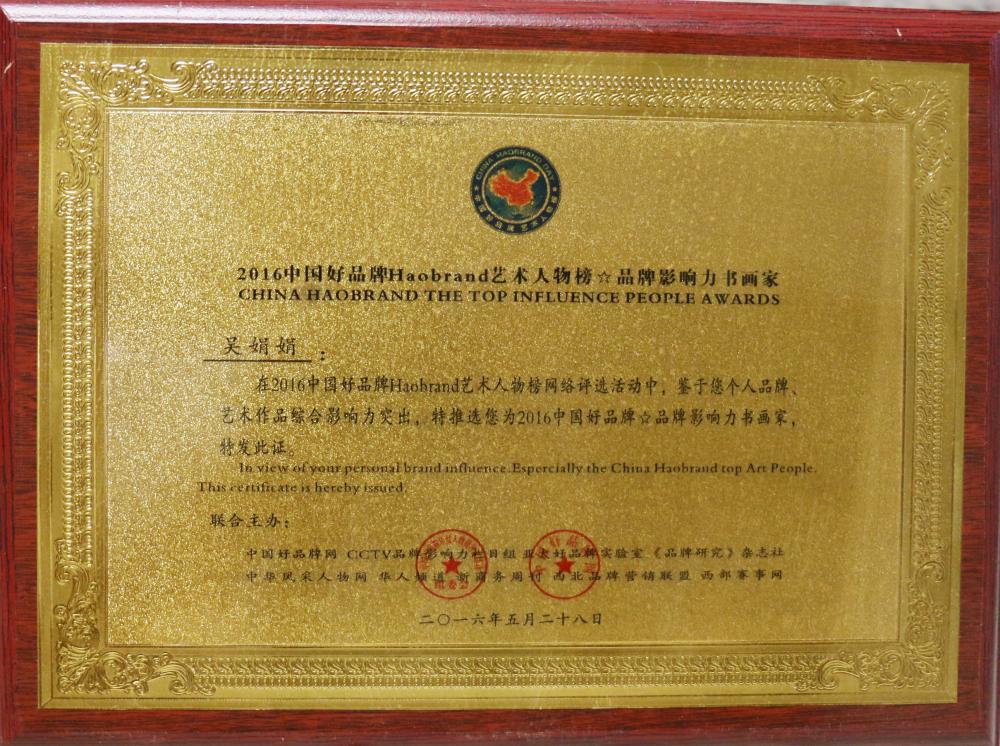 CHINA HAOBRAND DAY
2016中国好品牌Haobrand艺术人物榜☆品牌影响力书画家
CHINA HAOBRAND THE TOP INFLUENCE PEOPLE AWARDS
吴娟娟：
在2016中国好品牌Haobrand艺术人物榜网络评选活动中，鉴于您个人品牌、
艺术作品综合影响力突出，特推选您为2016中国好品牌☆品牌影响力书画家，
特发此证。
In view of your personal brand influence.Espercially the China Haobrand top Art People.
This certificate is hereby issued.
联合主办：
中国好品牌网 CCTV品牌影响力栏目组 亚太好品牌实验室《品牌研究》杂志社
中华风采人物网 华人频道 新商务周刊 西北品牌营销联盟 西部赛事网
二〇一六年五月二十八日